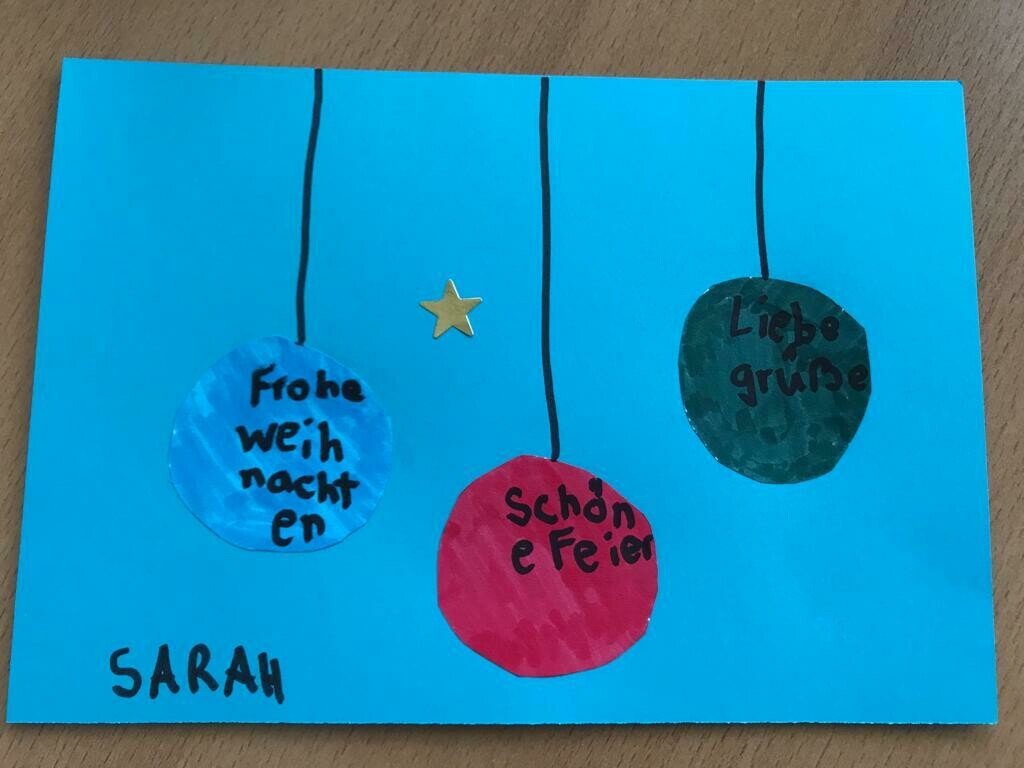 Frohe
weih
nacht
en
Schön
e Feier
Liebe
grüße
SARAH